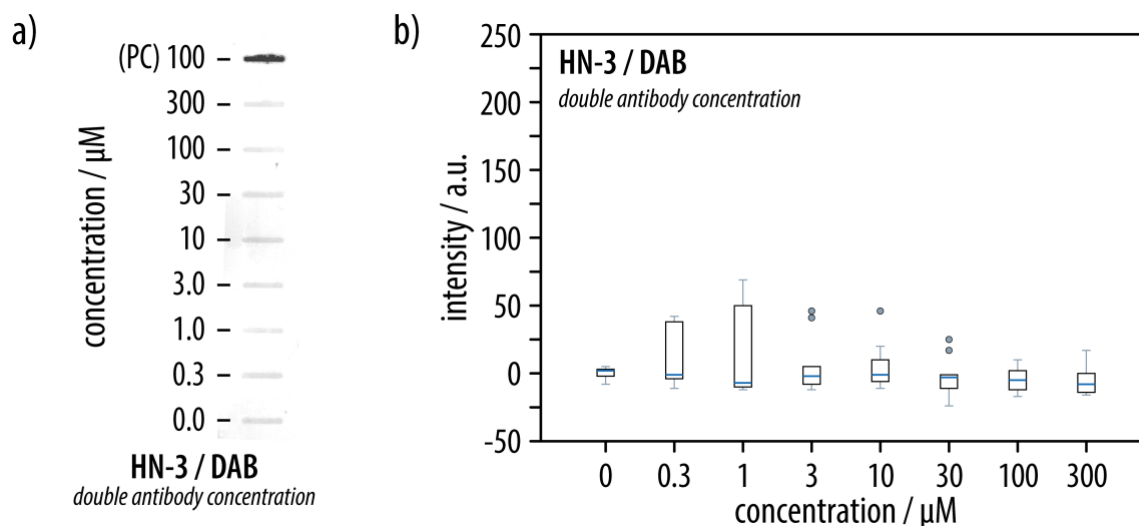 a)
(PC) 100
300
100
30
10
3.0
1.0
0.3
0.0
concentration / µM
HN-3 / DAB
double antibody concentration
b)
250
200
150
100
50
0
-50
intensity / a.u.
HN-3 / DAB
double antibody concentration
0 0.3 1 3 10 30 100 300
concentration / µM